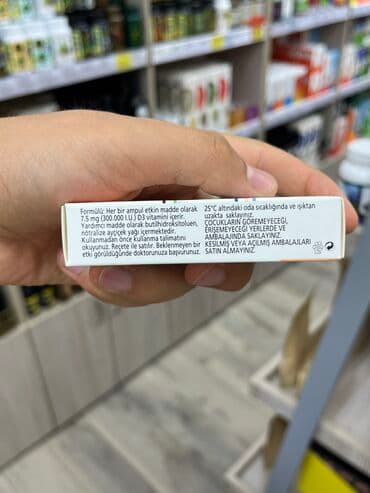 Formülü: Her bir ampul etkin madde olarak
7.5 mg (300.000 I.U.) D3 vitamini içerir.
Yardımcı madde olarak butilhidroksitoluen,
nötralize ayçiçek yağı içermektedir.
Kullanmadan önce kullanma talimatını
okuyunuz. Reçete ile satılır. Beklenmeyen bir
etki görüldüğünde doktorunuza başvurunuz.
25°C altındaki oda sıcaklığında ve ışıktan
uzakta saklayınız.
ÇOCUKLARIN GÖREMEYECEĞİ,
ERİŞEMEYECEĞİ YERLERDE VE
AMBALAJINDA SAKLAYINIZ.
KESİLMİŞ VEYA AÇILMIŞ AMBALAJLARI
SATIN ALMAYINIZ.